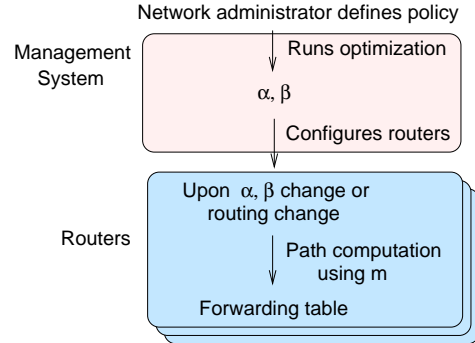 Network administrator defines policy
Management
System
Runs optimization
α, β
Configures routers
Routers
Upon α, β change or
routing change
Path computation
using m
Forwarding table